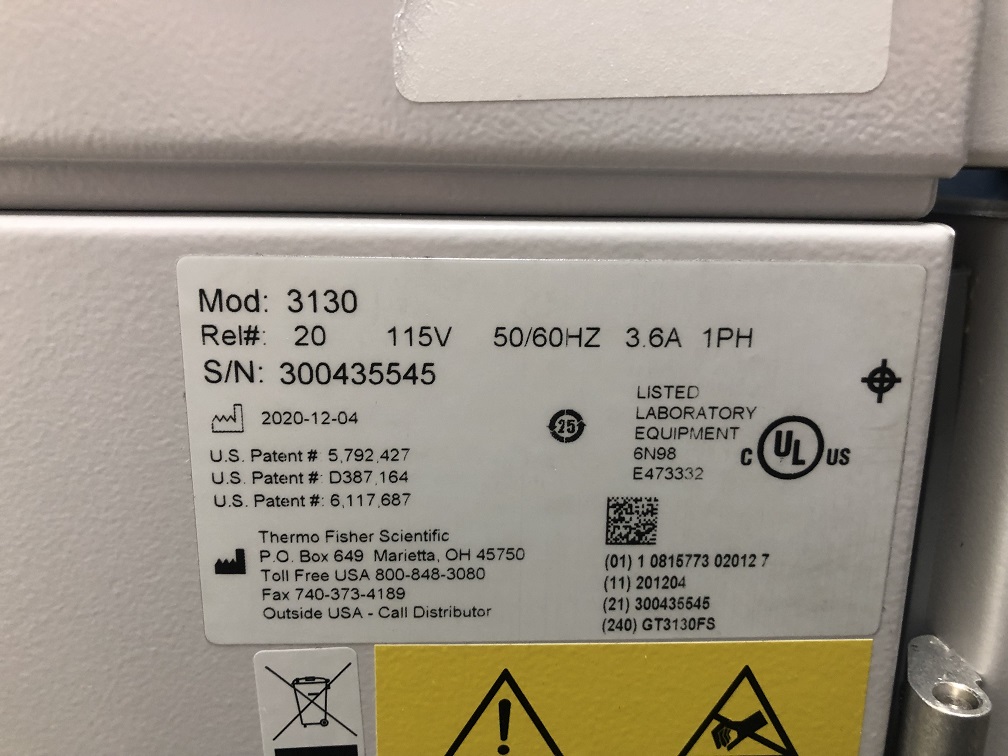 Mod: 3130
Rel#: 20 115V 50/60HZ 3.6A 1PH
S/N: 300435545
2020-12-04
25
LISTED
LABORATORY
EQUIPMENT
6N98
E473332
C UL US
U.S. Patent # 5,792,427
U.S. Patent #: D387,164
U.S. Patent #: 6,117,687
Thermo Fisher Scientific
P.O. Box 649 Marietta, OH 45750
Toll Free USA 800-848-3080
Fax 740-373-4189
Outside USA - Call Distributor
(01) 1 0815773 02012 7
(11) 201204
(21) 300435545
(240) GT3130FS